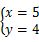 x = 5
y = 4